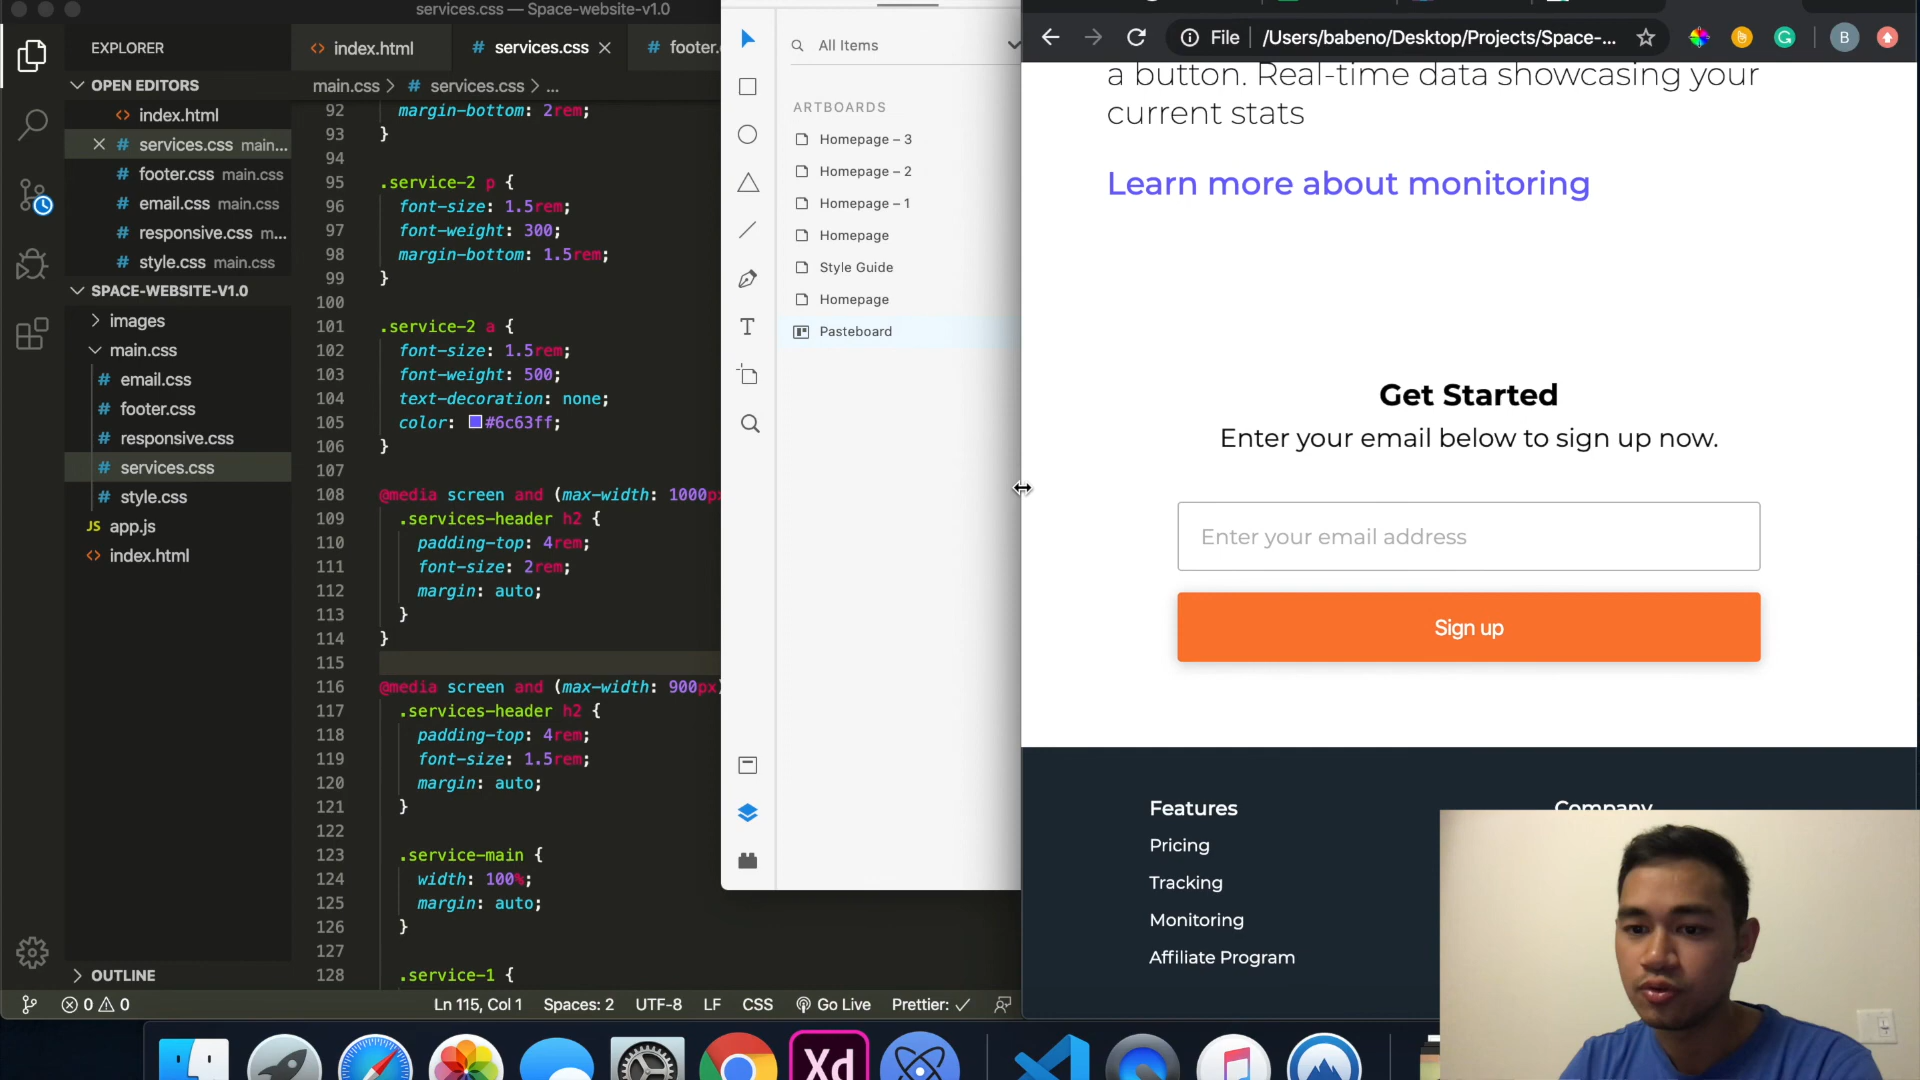 services.css — Space-website-v1.0
EXPLORER
OPEN EDITORS
<> index.html
# services.css main...
# footer.css main.css
# email.css main.css
# responsive.css m...
# style.css main.css
SPACE-WEBSITE-V1.0
images
main.css
# email.css
# footer.css
# responsive.css
# services.css
# style.css
JS app.js
<> index.html
OUTLINE
<> index.html
# services.css
# footer.
main.css > # services.css > ...
92 margin-bottom: 2rem;
93 }
94
95 .service-2 p {
96 font-size: 1.5rem;
97 font-weight: 300;
98 margin-bottom: 1.5rem;
99 }
100
101 .service-2 a {
102 font-size: 1.5rem;
103 font-weight: 500;
104 text-decoration: none;
105 color: #6c63ff;
106 }
107
108 @media screen and (max-width: 1000px
109 .services-header h2 {
110 padding-top: 4rem;
111 font-size: 2rem;
112 margin: auto;
113 }
114 }
115
116 @media screen and (max-width: 900px)
117 .services-header h2 {
118 padding-top: 4rem;
119 font-size: 1.5rem;
120 margin: auto;
121 }
122
123 .service-main {
124 width: 100%;
125 margin: auto;
126 }
127
128 .service-1 {
0 0
Ln 115, Col 1
Spaces: 2
UTF-8
LF
CSS
Go Live
Prettier: ✓
All Items
ARTBOARDS
Homepage – 3
Homepage – 2
Homepage – 1
Homepage
Style Guide
Homepage
Pasteboard
T
File
/Users/babeno/Desktop/Projects/Space-...
B
a button. Real-time data showcasing your
current stats
Learn more about monitoring
Get Started
Enter your email below to sign up now.
Enter your email address
Sign up
Features
Pricing
Tracking
Monitoring
Affiliate Program
Company
Xd